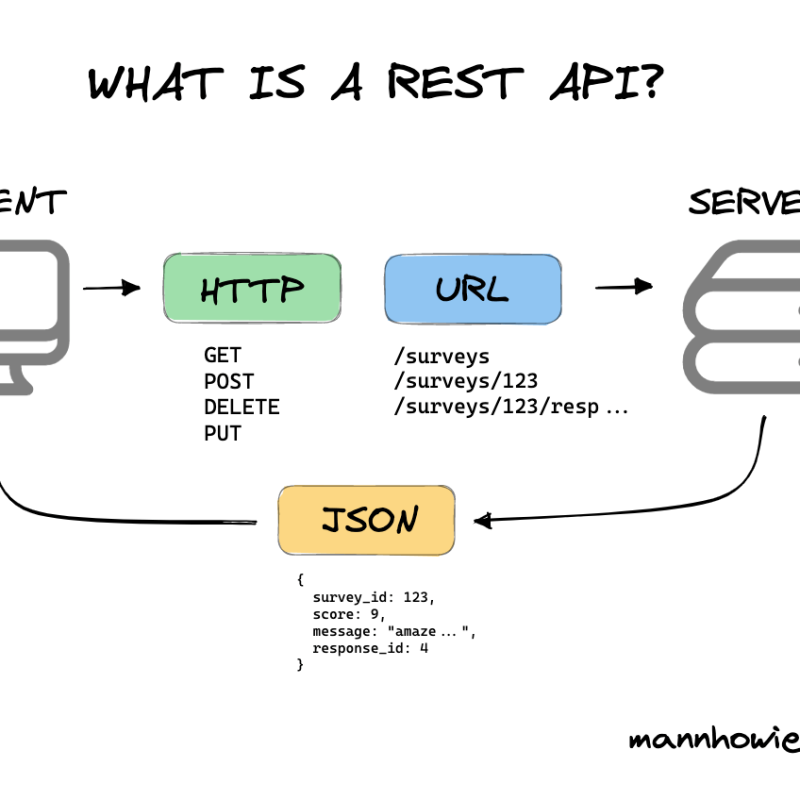 WHAT IS A REST API?
ENT
SERVE
HTTP
URL
GET
POST
DELETE
PUT
/surveys
/surveys/123
/surveys/123/resp...
JSON
{
survey_id: 123,
score: 9,
message: "amaze...",
response_id: 4
}
mannhowie